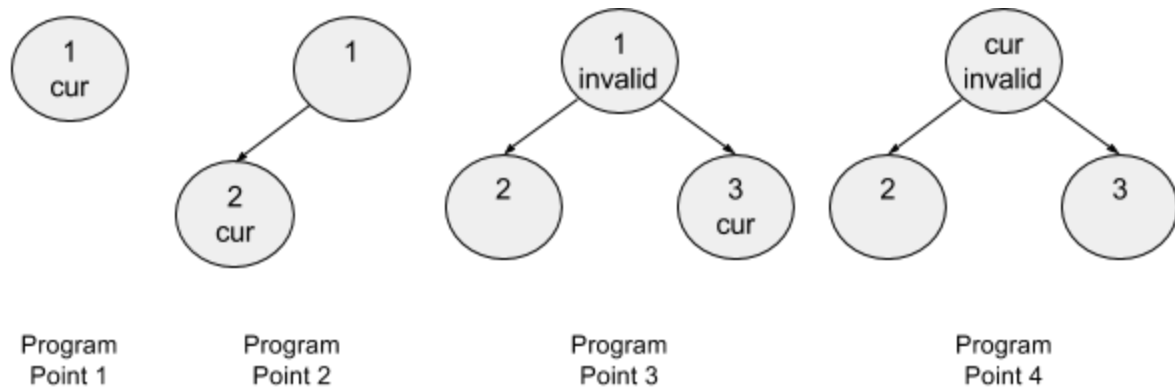 1
cur
1
2
cur
1
invalid
2
3
cur
cur
invalid
2
3
Program
Point 1
Program
Point 2
Program
Point 3
Program
Point 4